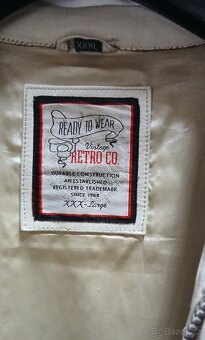 XXXL
READY TO WEAR
Vintage
RETRO CO.
DURABLE CONSTRUCTION
AN ESTABLISHED
REGISTERED TRADEMARK
SINCE 1968
XXX-Large